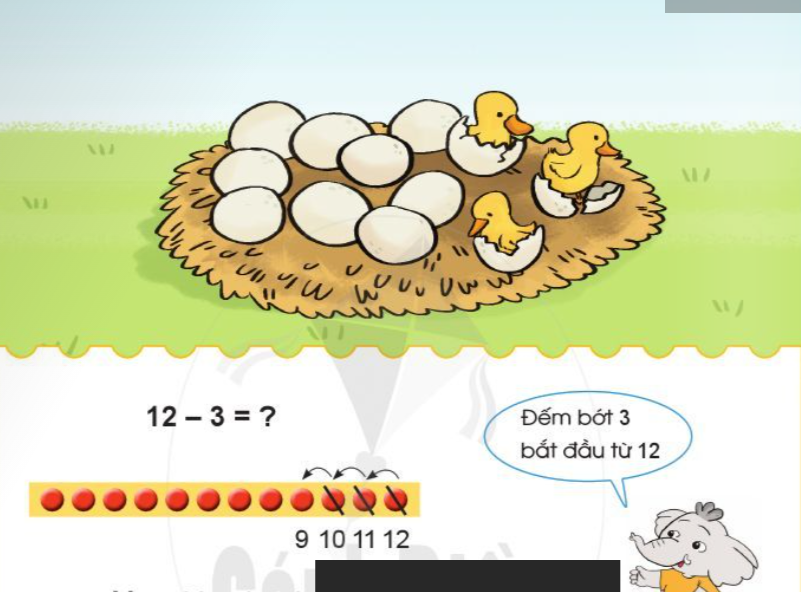 12 – 3 = ?
Đếm bớt 3
bắt đầu từ 12
9 10 11 12